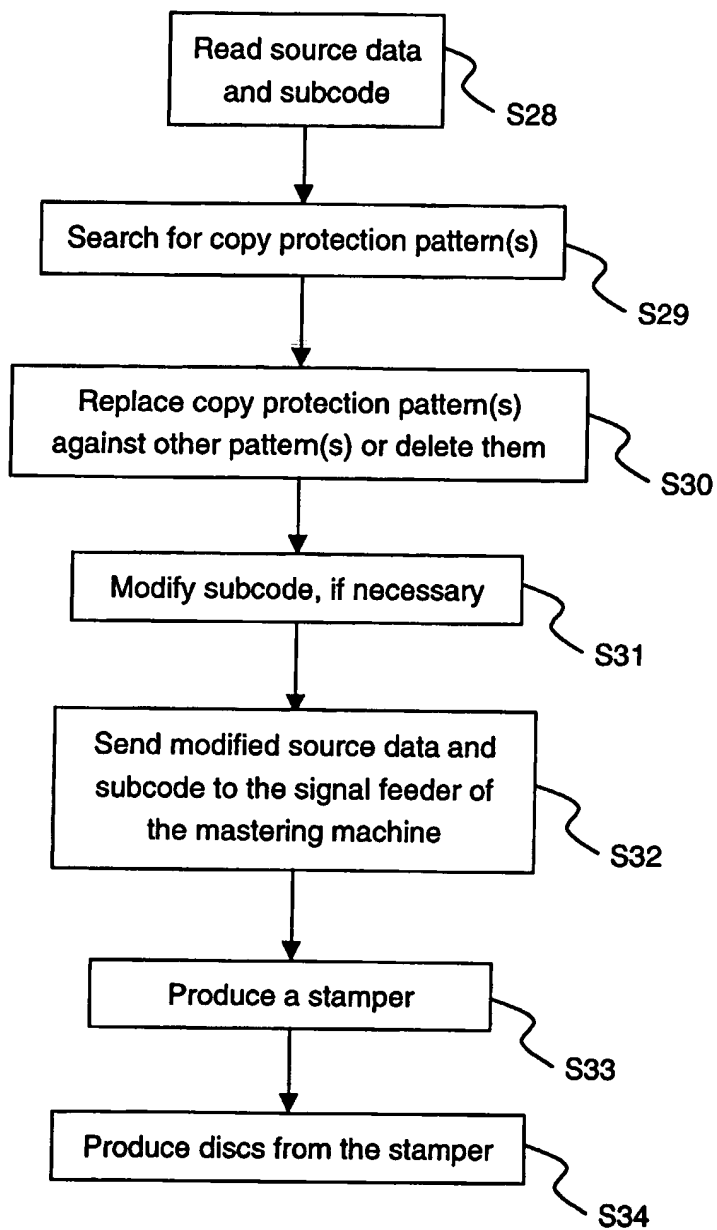 Read source data
and subcode
S28
Search for copy protection pattern(s)
S29
Replace copy protection pattern(s)
against other pattern(s) or delete them
S30
Modify subcode, if necessary
S31
Send modified source data and
subcode to the signal feeder of
the mastering machine
S32
Produce a stamper
S33
Produce discs from the stamper
S34